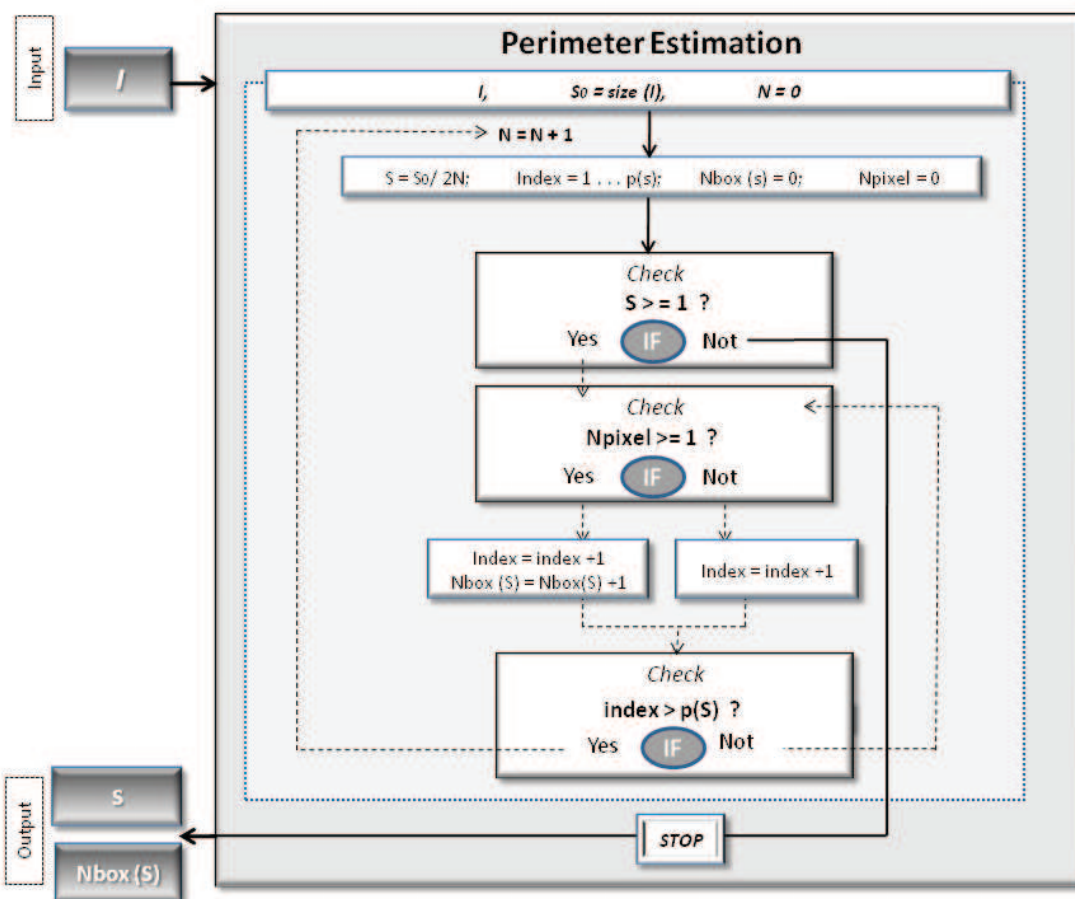 Input
I
Perimeter Estimation
I, S0 = size (I), N = 0
N = N + 1
S = S0/ 2N; Index = 1 . . . p(s); Nbox (s) = 0; Npixel = 0
Check
S > = 1 ?
Yes IF Not
Check
Npixel >= 1 ?
Yes IF Not
Index = index +1
Nbox (S) = Nbox(S) +1
Index = index +1
Check
index > p(S) ?
Yes IF Not
Output
S
Nbox (S)
STOP